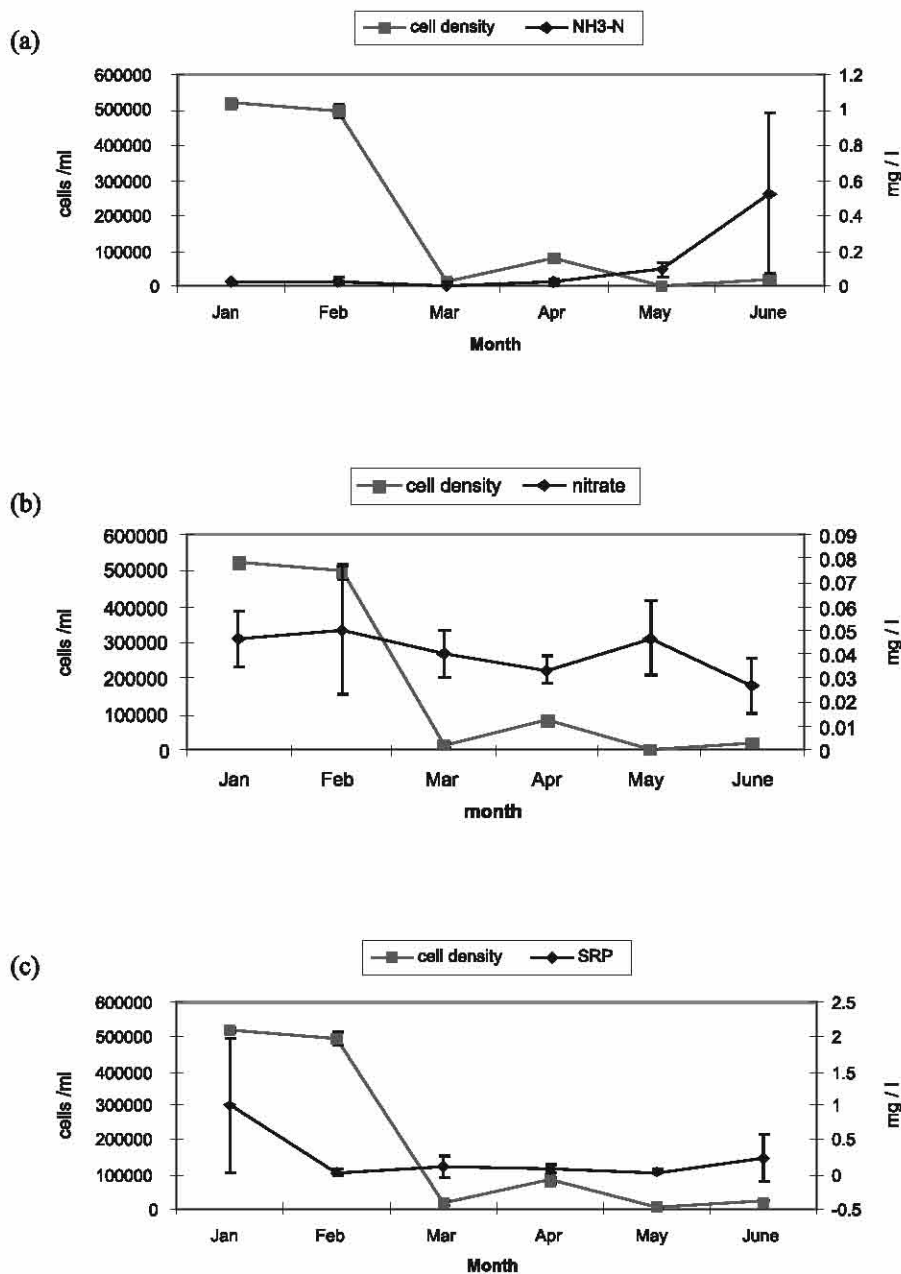 (a)
cell density NH3-N
600000 1.2
500000 1
400000 0.8
300000 0.6
200000 0.4
100000 0.2
0 0
cells /ml
mg / l
Jan Feb Mar Apr May June
Month
(b)
cell density nitrate
600000 0.09
500000 0.08
0.07
400000 0.06
300000 0.05
0.04
200000 0.03
100000 0.02
0.01
0 0
cells /ml
mg / l
Jan Feb Mar Apr May June
month
(c)
cell density SRP
600000 2.5
500000 2
400000 1.5
300000 1
200000 0.5
100000 0
0 -0.5
cells /ml
mg / l
Jan Feb Mar Apr May June
Month